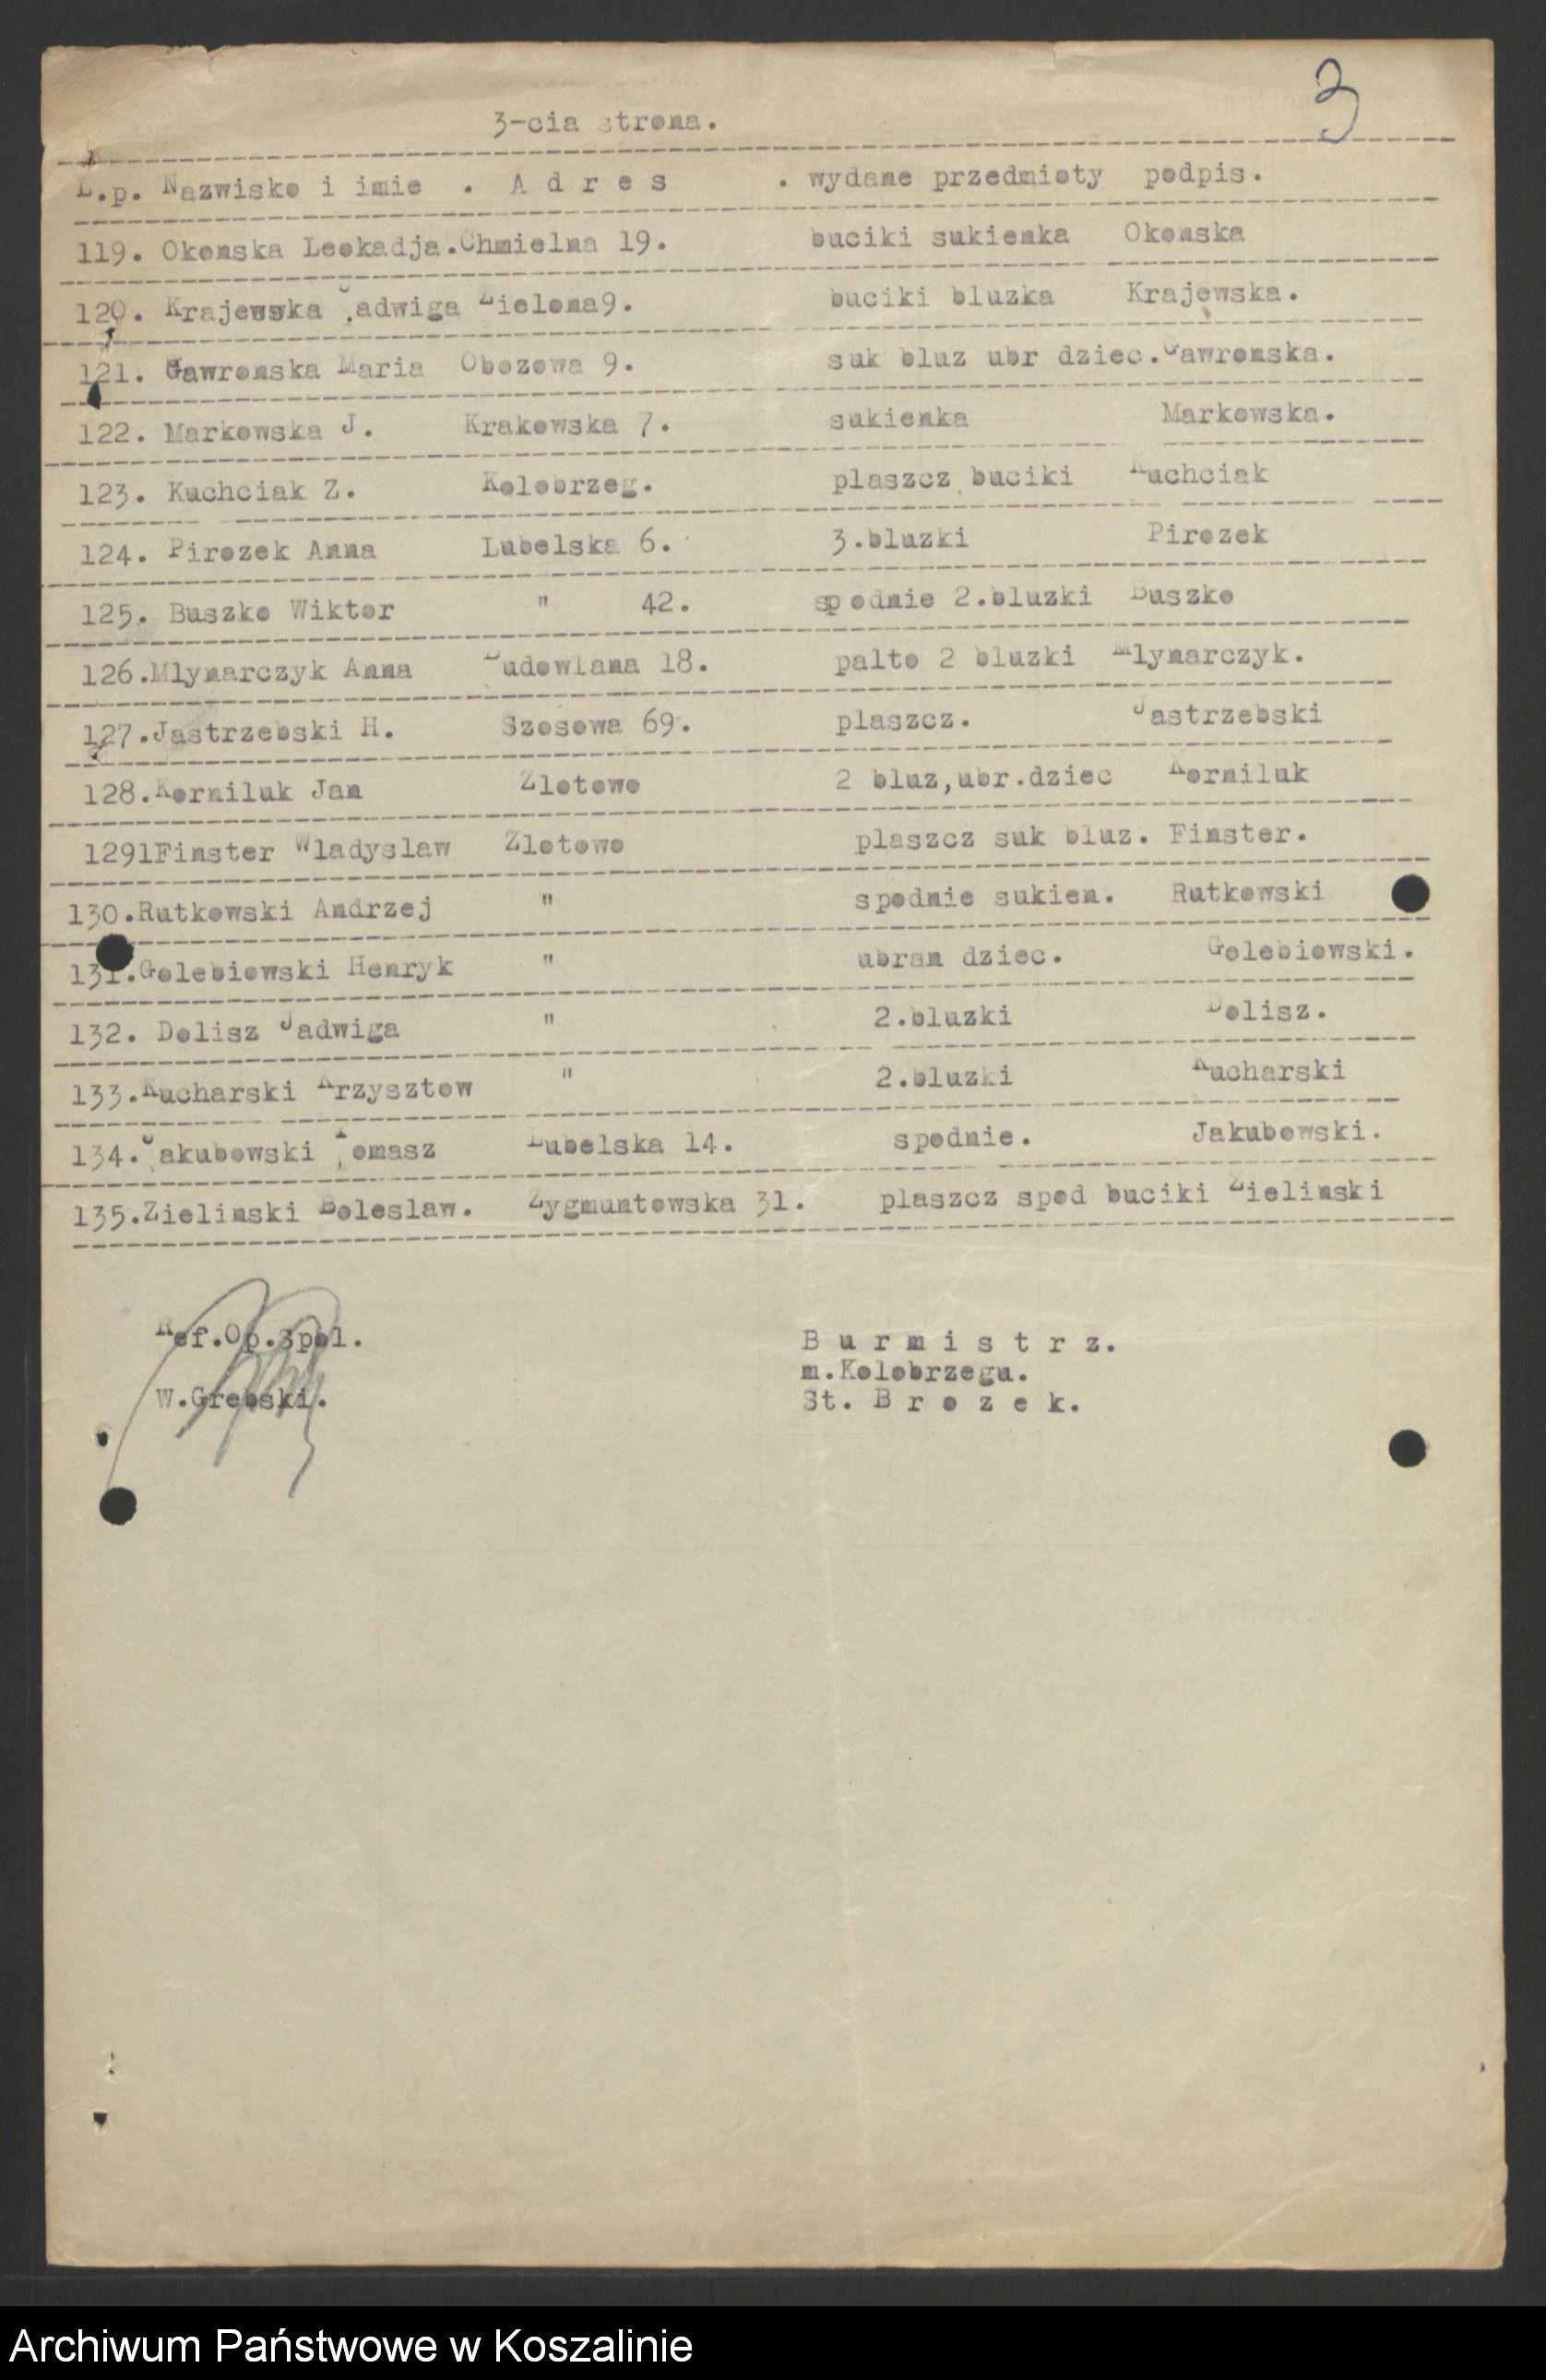 3
3-cia strona.
L.p. Nazwisko i imie . A d r e s . wydane przedmioty podpis.
119. Okonska Leokadja. Chmielna 19. buciki sukienka Okonska
120. Krajewska Jadwiga Zielona 9. buciki bluzka Krajewska.
121. Gawronska Maria Obozowa 9. suk bluz ubr dziec. Gawronska.
122. Markowska J. Krakowska 7. sukienka Markowska.
123. Kuchciak Z. Kolobrzeg. plaszcz buciki Kuchciak
124. Pirozek Anna Lubelska 6. 3.bluzki Pirozek
125. Buszko Wiktor " 42. spodnie 2.bluzki Buszko
126. Mlynarczyk Anna Budowlana 18. palto 2 bluzki Mlynarczyk.
127. Jastrzebski H. Szosowa 69. plaszcz. Jastrzebski
128. Korniluk Jan Zlotowo 2 bluz,ubr.dziec Korniluk
1291Finster Wladyslaw Zlotowo plaszcz suk bluz. Finster.
130. Rutkowski Andrzej " spodnie sukien. Rutkowski
131. Golebiowski Henryk " ubran dziec. Golebiowski.
132. Dolisz Jadwiga " 2.bluzki Dolisz.
133. Kucharski Krzysztow " 2.bluzki Kucharski
134. Jakubowski Tomasz Lubelska 14. spodnie. Jakubowski.
135. Zielinski Boleslaw. Zygmuntowska 31. plaszcz spod buciki Zielinski
Ref.Op.Spol. B u r m i s t r z.
m.Kolobrzegu.
W.Grebski. St. B r o z e k.
Archiwum Państwowe w Koszalinie